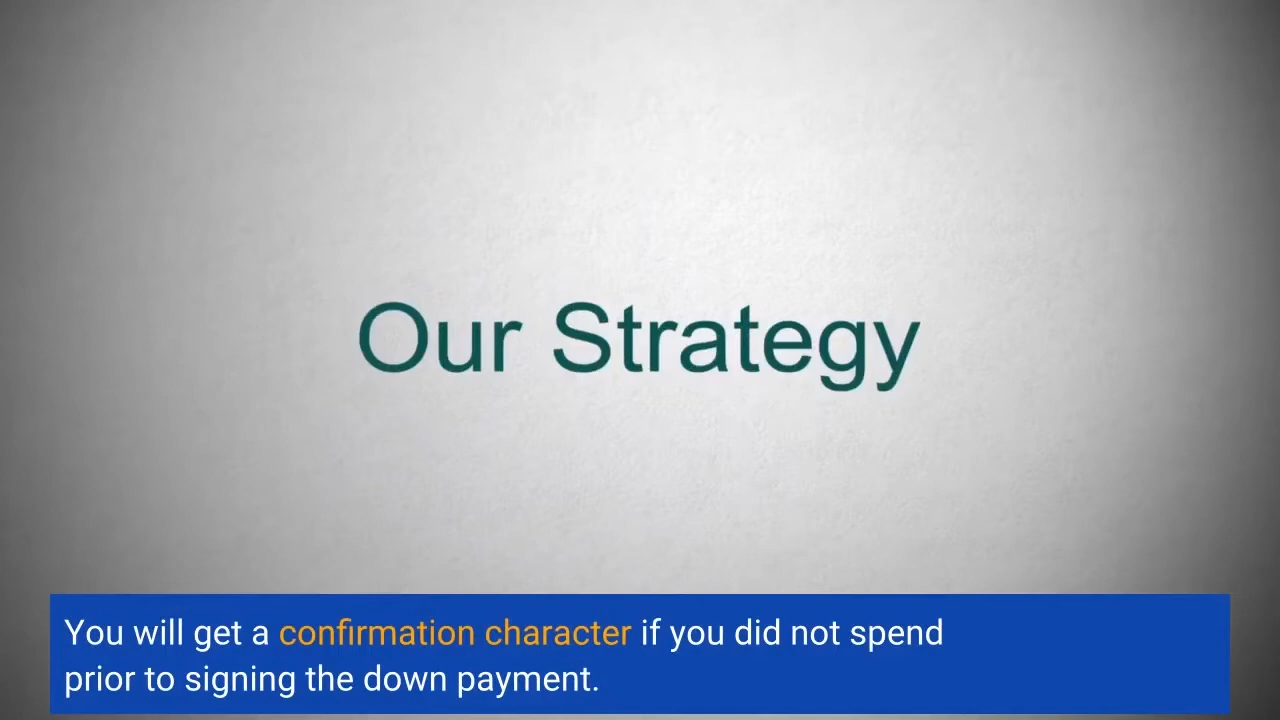 Our Strategy
You will get a confirmation character if you did not spend
prior to signing the down payment.